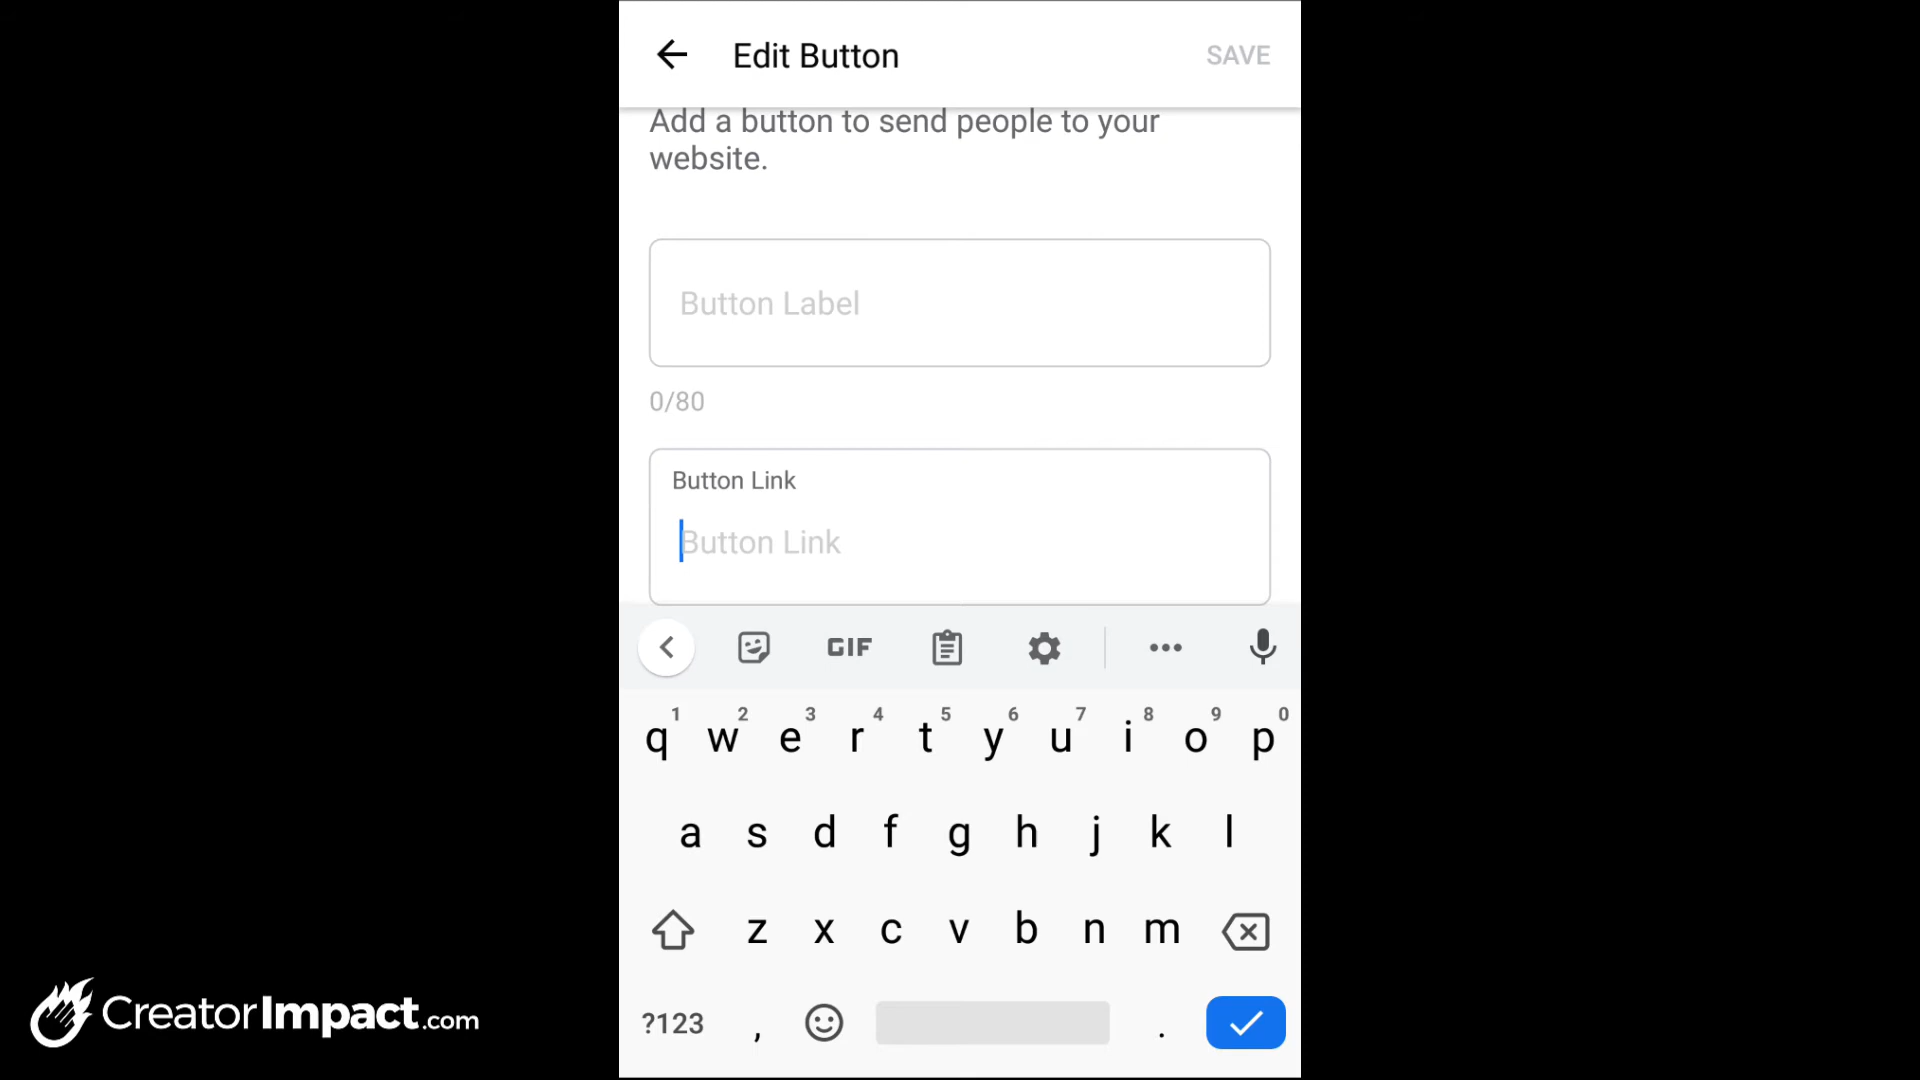 Edit Button
SAVE
Add a button to send people to your
website.
Button Label
0/80
Button Link
Button Link
GIF
1 2 3 4 5 6 7 8 9 0
q w e r t y u i o p
a s d f g h j k l
z x c v b n m
?123 , .
CreatorImpact.com